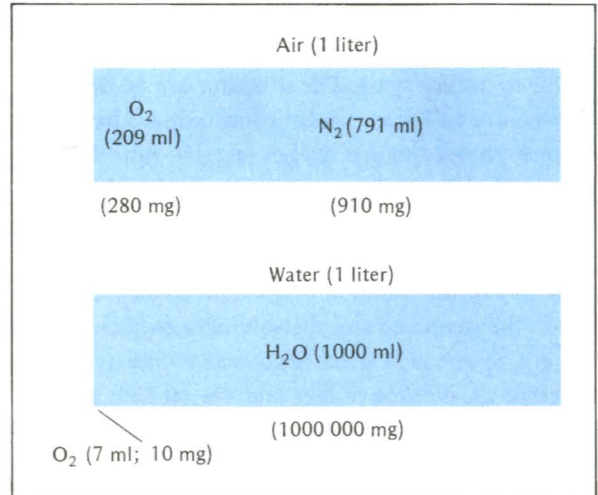 Air (1 liter)
O₂
(209 ml)
N₂ (791 ml)
(280 mg)
(910 mg)
Water (1 liter)
H₂O (1000 ml)
(1000 000 mg)
O₂ (7 ml; 10 mg)